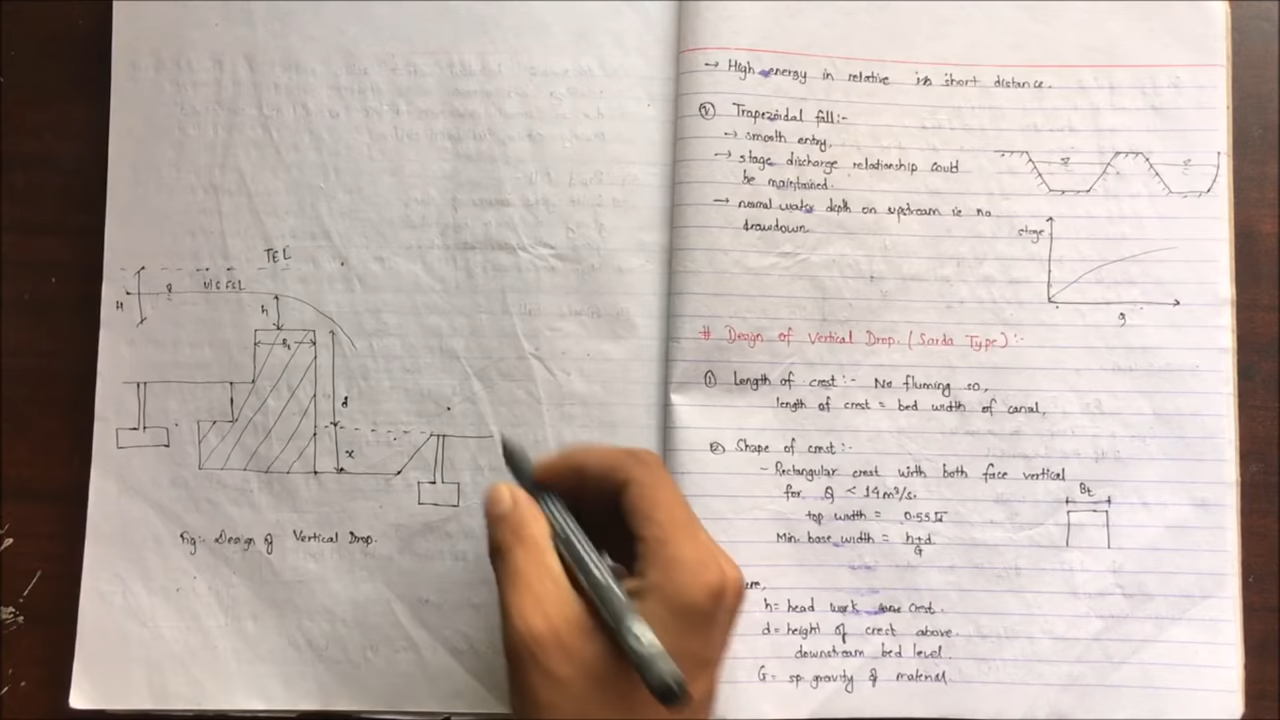 TEL
U/S FSL
H
h
Bt
d
x
Fig:- Design of Vertical Drop.
→ High energy in relative in short distance.
Ⓥ Trapezoidal fall:-
→ smooth entry.
→ stage discharge relationship could
be maintained.
→ normal water depth on upstream ie no
drawdown.
stage
Q
# Design of Vertical Drop. (Sarda Type):-
① Length of crest:- No fluming so,
length of crest = bed width of canal.
② Shape of crest:-
- Rectangular crest with both face vertical
for Q < 14 m³/s.
top width = 0.55√d
Min. base width = h+d/G
Bt
h = head work crest.
d = height of crest above
downstream bed level.
G = sp. gravity of material.